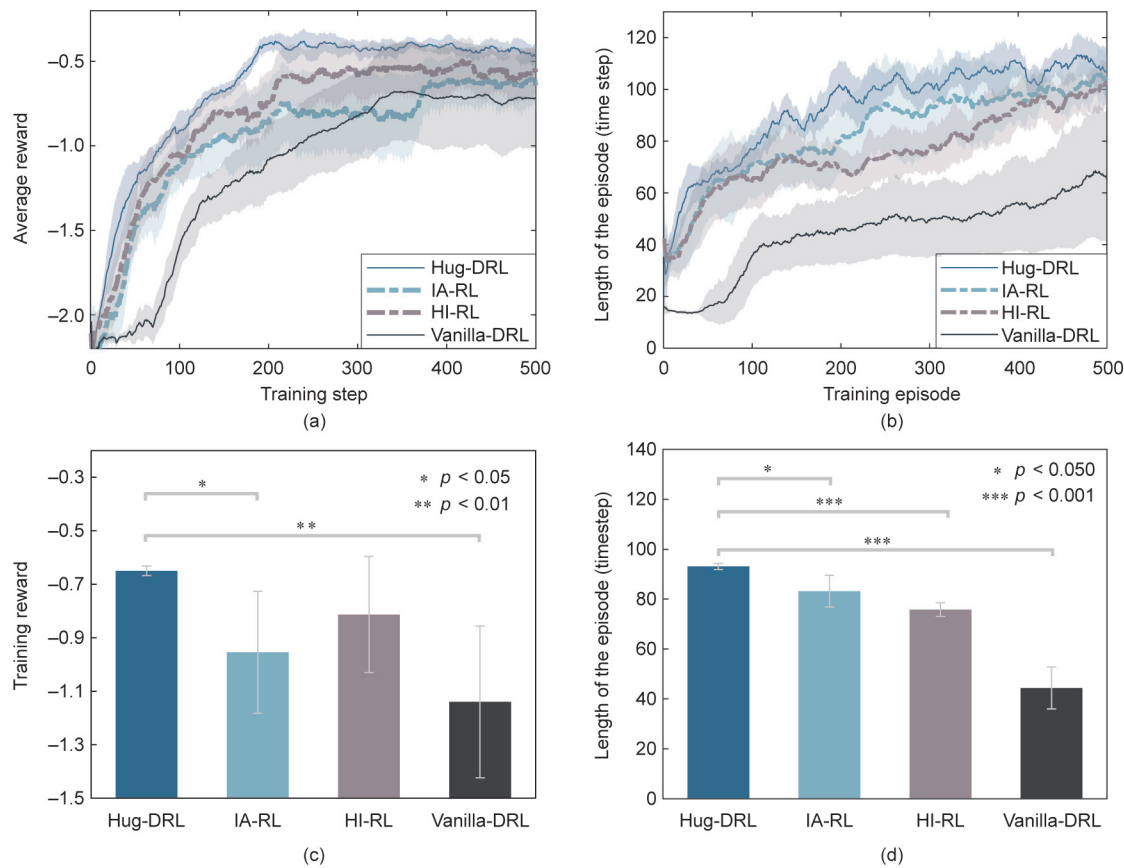 Average reward
−0.5
−1.0
−1.5
−2.0
0 100 200 300 400 500
Training step
Hug-DRL
IA-RL
HI-RL
Vanilla-DRL
(a)
Length of the episode (time step)
120
100
80
60
40
20
0
0 100 200 300 400 500
Training episode
Hug-DRL
IA-RL
HI-RL
Vanilla-DRL
(b)
Training reward
−0.3
−0.5
−0.7
−0.9
−1.1
−1.3
−1.5
* p < 0.05
** p < 0.01
*
**
Hug-DRL IA-RL HI-RL Vanilla-DRL
(c)
Length of the episode (timestep)
140
120
100
80
60
40
20
0
* p < 0.050
*** p < 0.001
*
***
***
Hug-DRL IA-RL HI-RL Vanilla-DRL
(d)